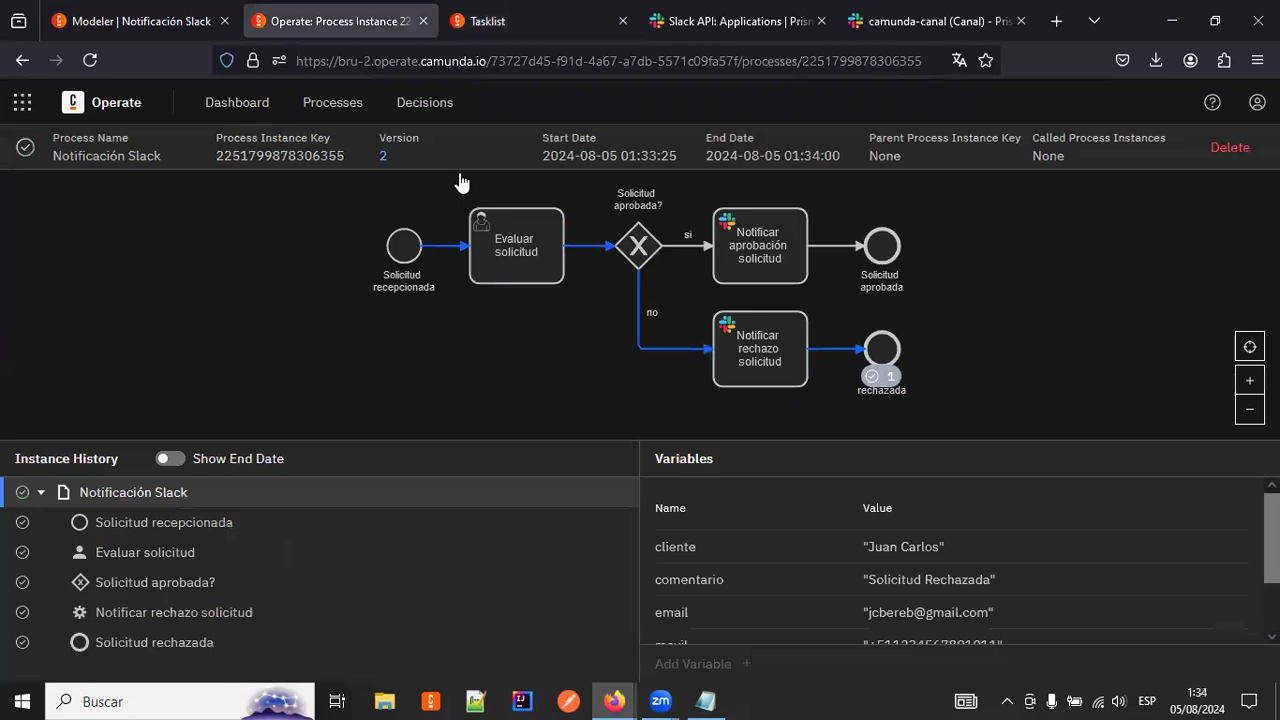 Modeler | Notificación Slack
Operate: Process Instance 22
Tasklist
Slack API: Applications | Prism
camunda-canal (Canal) - Pris
https://bru-2.operate.camunda.io/73727d45-f91d-4a67-a7db-5571c09fa57f/processes/2251799878306355
C Operate
Dashboard
Processes
Decisions
Process Name
Process Instance Key
Version
Start Date
End Date
Parent Process Instance Key
Called Process Instances
Notificación Slack
2251799878306355
2
2024-08-05 01:33:25
2024-08-05 01:34:00
None
None
Delete
Solicitud
recepcionada
Evaluar
solicitud
Solicitud
aprobada?
si
no
Notificar
aprobación
solicitud
Solicitud
aprobada
Notificar
rechazo
solicitud
1
rechazada
Instance History
Show End Date
Notificación Slack
Solicitud recepcionada
Evaluar solicitud
Solicitud aprobada?
Notificar rechazo solicitud
Solicitud rechazada
Variables
Name
Value
cliente
"Juan Carlos"
comentario
"Solicitud Rechazada"
email
"jcbereb@gmail.com"
Add Variable +
Buscar
ESP
1:34
05/08/2024